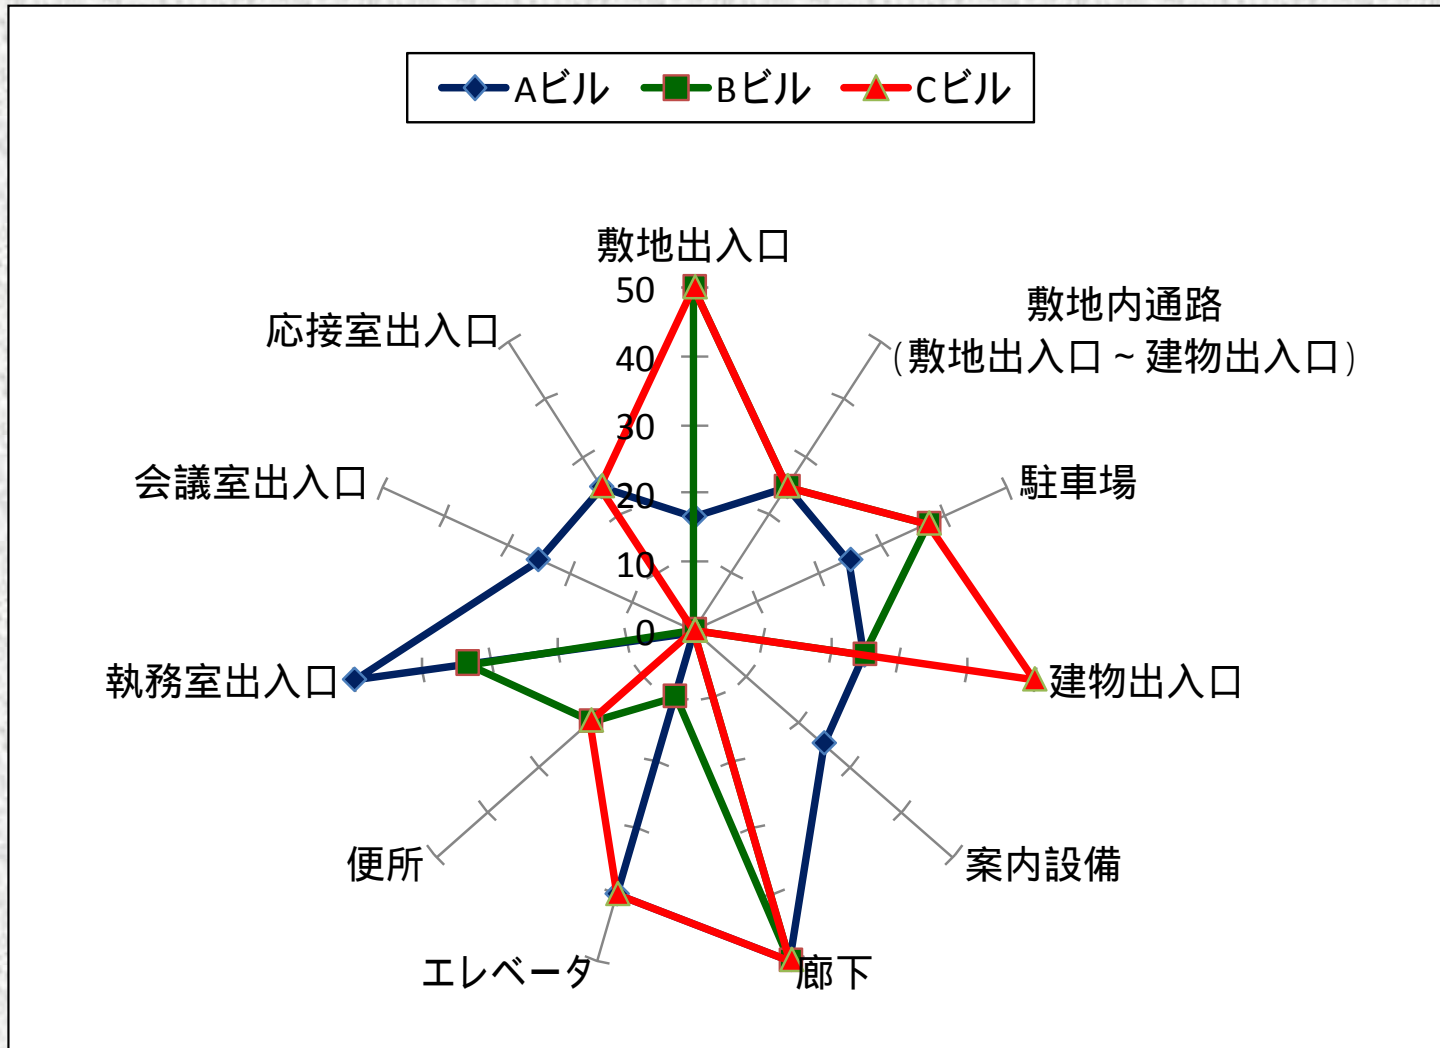 Aビル Bビル Cビル
敷地出入口
敷地内通路
(敷地出入口 ~ 建物出入口)
駐車場
建物出入口
案内設備
廊下
エレベータ
便所
執務室出入口
会議室出入口
応接室出入口
50
40
30
20
10
0